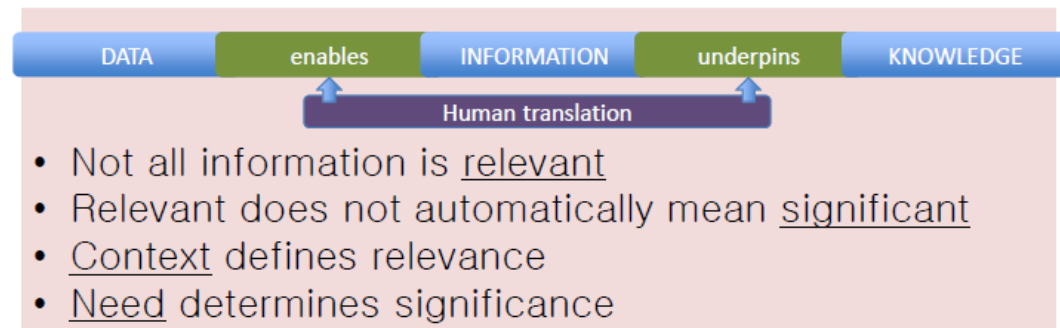 DATA enables INFORMATION underpins KNOWLEDGE
Human translation
• Not all information is relevant
• Relevant does not automatically mean significant
• Context defines relevance
• Need determines significance